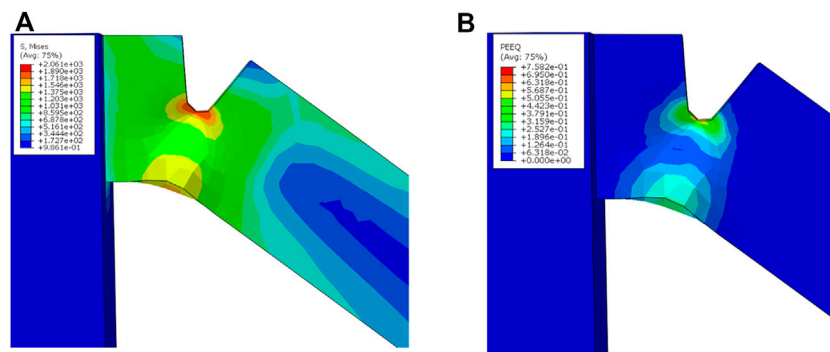 A
S, Mises
(Avg: 75%)
+2.061e+03
+1.890e+03
+1.718e+03
+1.546e+03
+1.375e+03
+1.203e+03
+1.031e+03
+8.595e+02
+6.878e+02
+5.161e+02
+3.444e+02
+1.727e+02
+9.861e-01
B
PEEQ
(Avg: 75%)
+7.582e-01
+6.950e-01
+6.318e-01
+5.687e-01
+5.055e-01
+4.423e-01
+3.791e-01
+3.159e-01
+2.527e-01
+1.896e-01
+1.264e-01
+6.318e-02
+0.000e+00